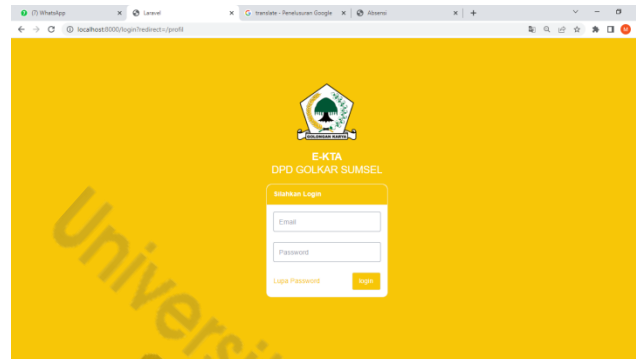 (7) WhatsApp
Laravel
translate - Penelusuran Google
Absensi
localhost:8000/login?redirect=/profil
M
GOLONGAN KARYA
E-KTA
DPD GOLKAR SUMSEL
Silahkan Login
Email
Password
Lupa Password
login
Univers